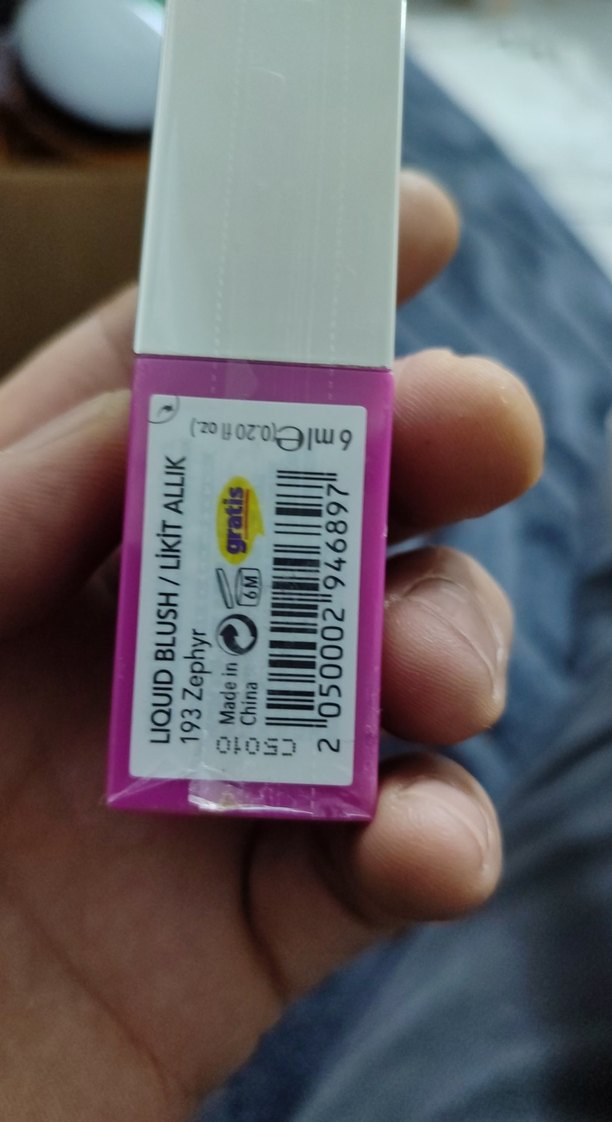 LIQUID BLUSH / LİKİT ALLIK
193 Zephyr
Made in
China
6M
gratis
C5010
2 050002 946897
6 ml e (0.20 fl oz.)